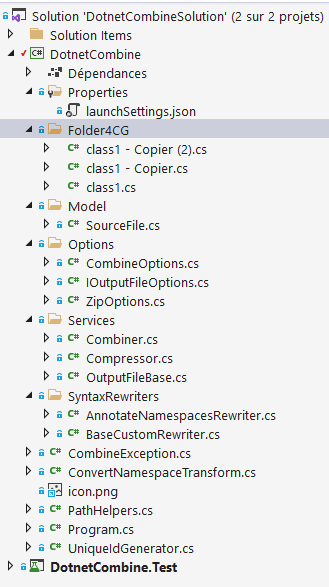 Solution 'DotnetCombineSolution' (2 sur 2 projets)
Solution Items
C# DotnetCombine
Dépendances
Properties
launchSettings.json
Folder4CG
C# class1 - Copier (2).cs
C# class1 - Copier.cs
C# class1.cs
Model
C# SourceFile.cs
Options
C# CombineOptions.cs
C# IOutputFileOptions.cs
C# ZipOptions.cs
Services
C# Combiner.cs
C# Compressor.cs
C# OutputFileBase.cs
SyntaxRewriters
C# AnnotateNamespacesRewriter.cs
C# BaseCustomRewriter.cs
C# CombineException.cs
C# ConvertNamespaceTransform.cs
icon.png
C# PathHelpers.cs
C# Program.cs
C# UniqueIdGenerator.cs
DotnetCombine.Test